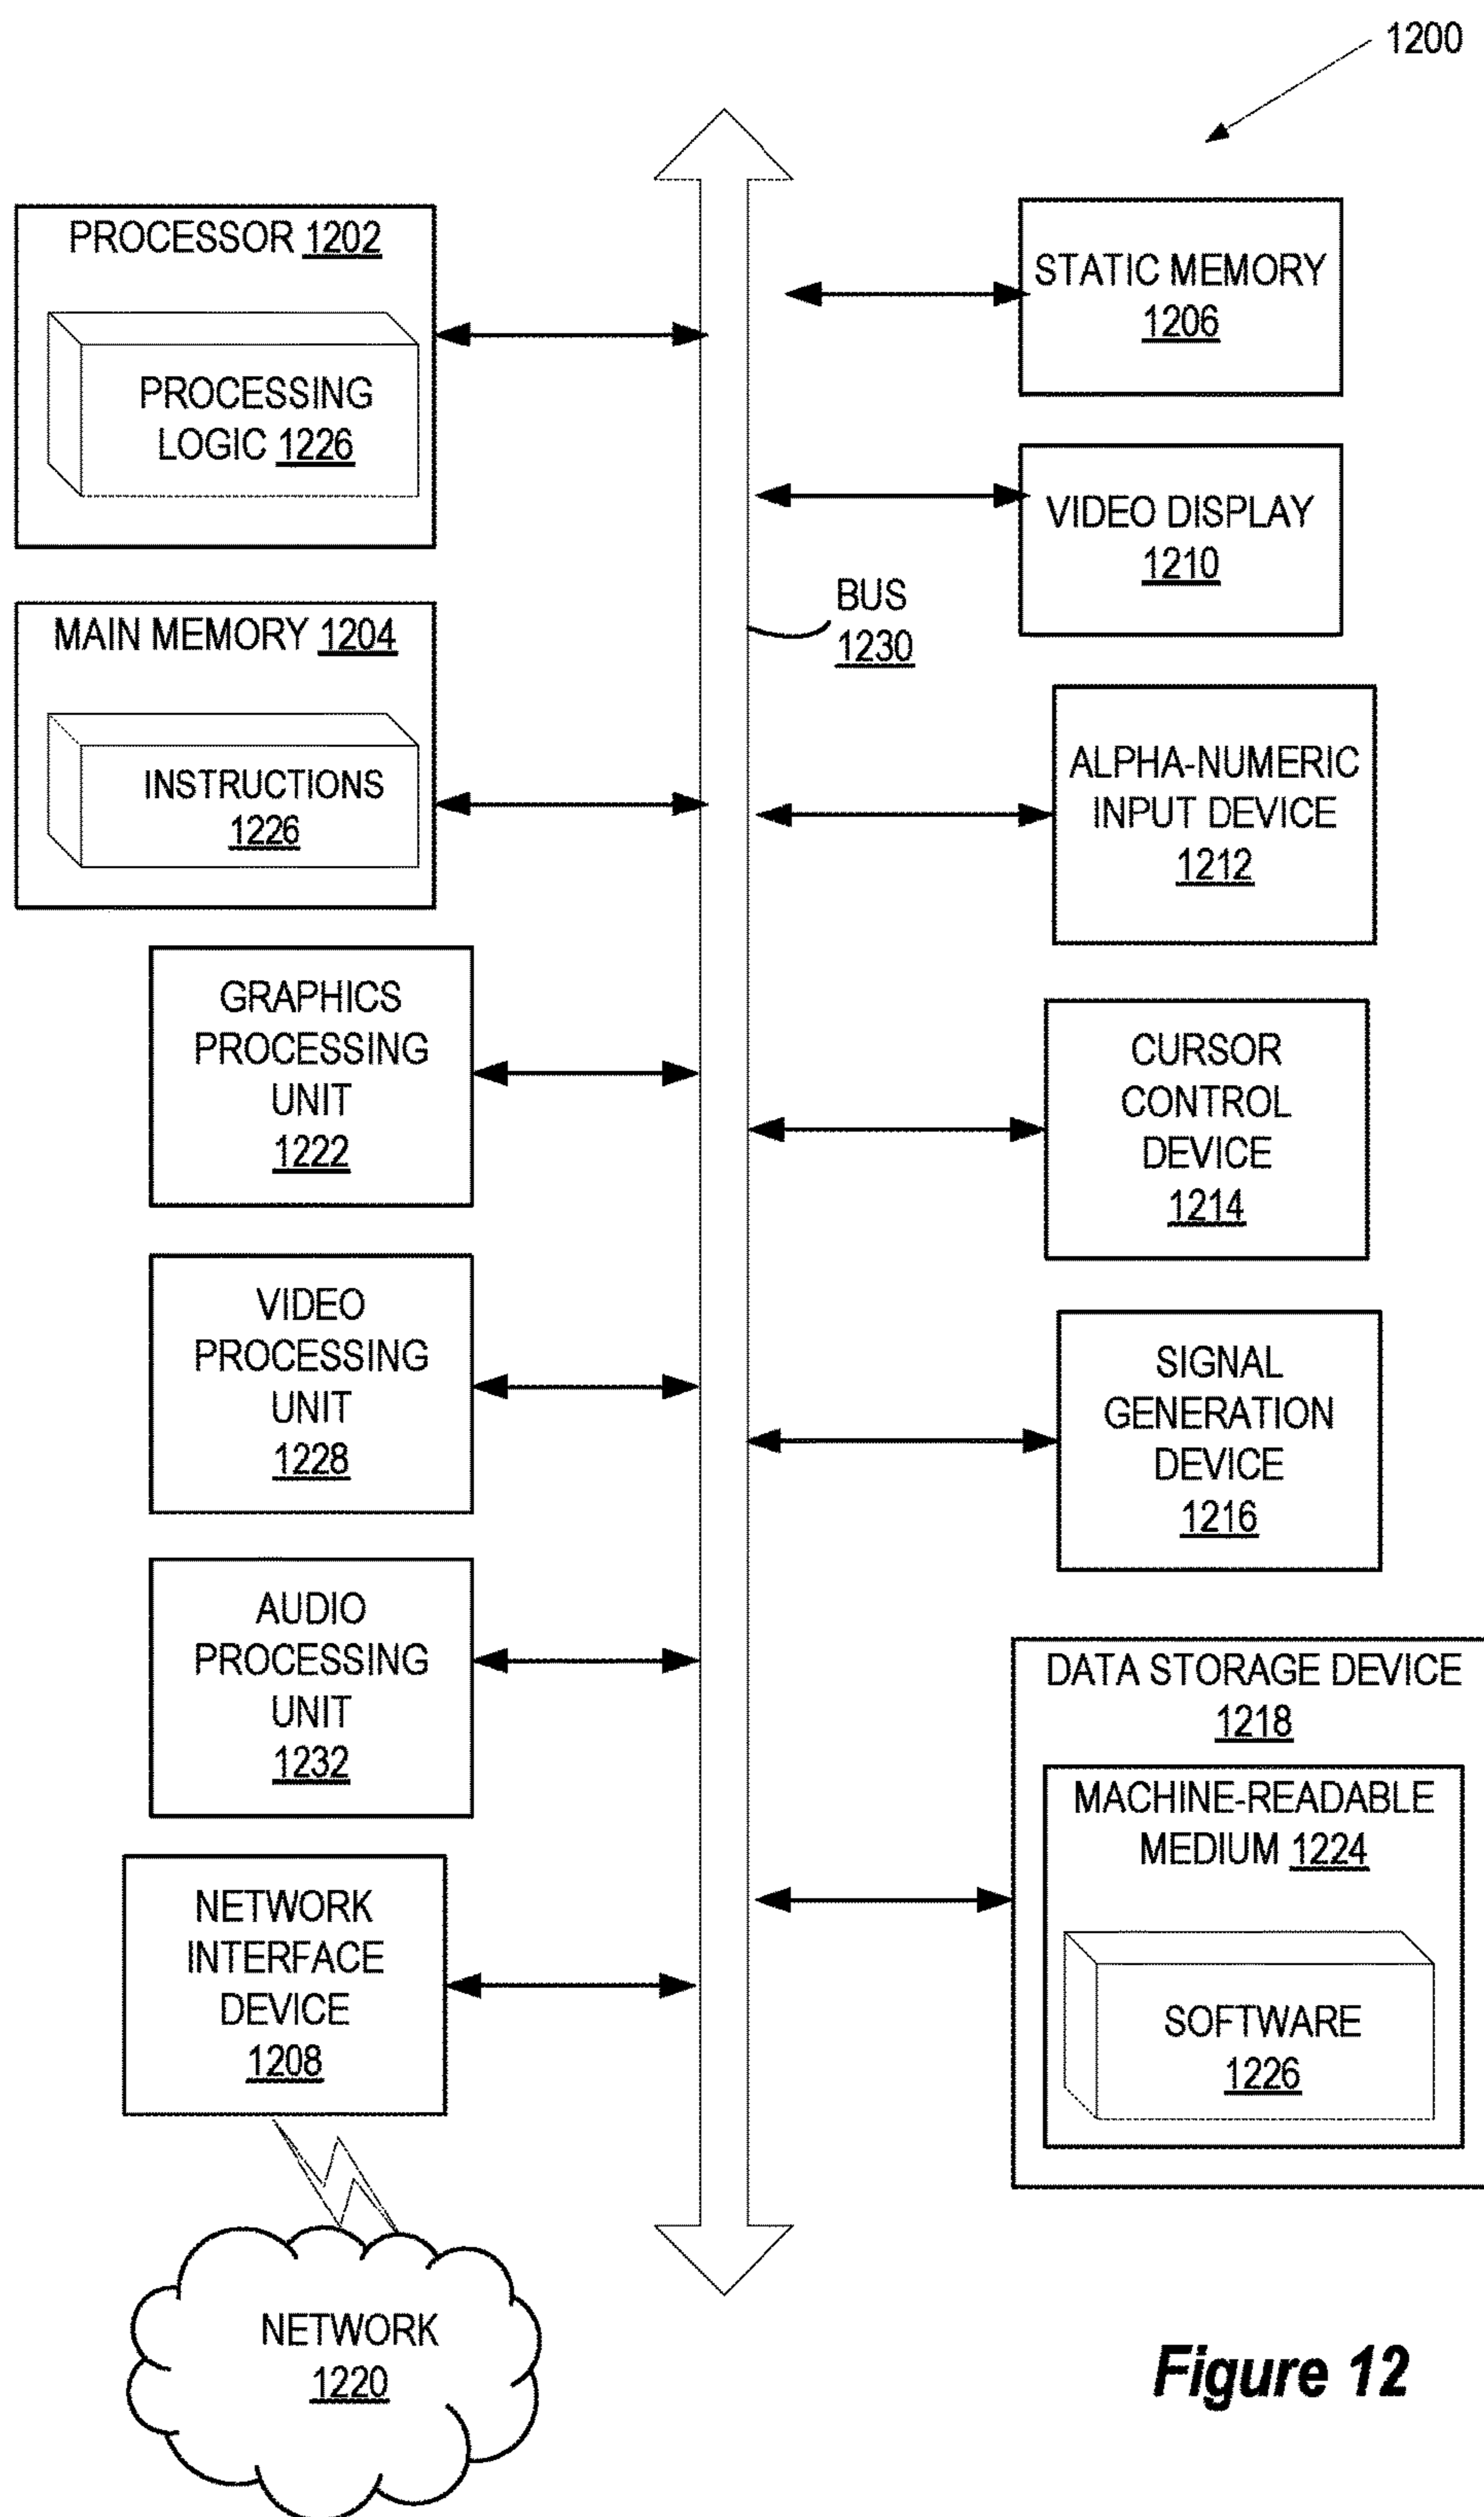 1200
PROCESSOR 1202
PROCESSING
LOGIC 1226
MAIN MEMORY 1204
INSTRUCTIONS
1226
GRAPHICS
PROCESSING
UNIT
1222
VIDEO
PROCESSING
UNIT
1228
AUDIO
PROCESSING
UNIT
1232
NETWORK
INTERFACE
DEVICE
1208
NETWORK
1220
BUS
1230
STATIC MEMORY
1206
VIDEO DISPLAY
1210
ALPHA-NUMERIC
INPUT DEVICE
1212
CURSOR
CONTROL
DEVICE
1214
SIGNAL
GENERATION
DEVICE
1216
DATA STORAGE DEVICE
1218
MACHINE-READABLE
MEDIUM 1224
SOFTWARE
1226
Figure 12